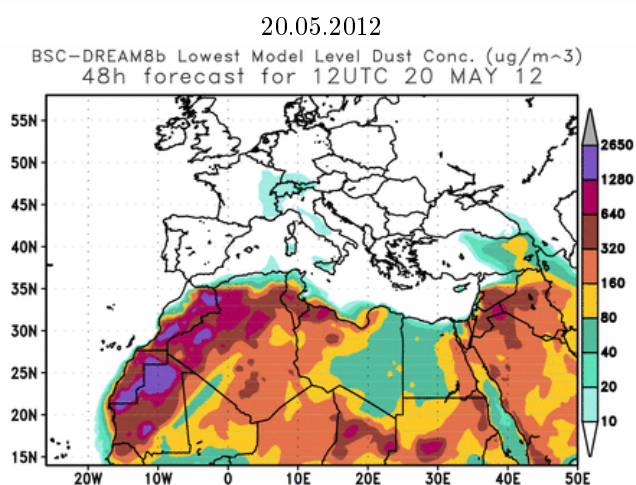 20.05.2012
BSC-DREAM8b Lowest Model Level Dust Conc. (ug/m^3)
48h forecast for 12UTC 20 MAY 12
55N
50N
45N
40N
35N
30N
25N
20N
15N
20W
10W
0
10E
20E
30E
40E
50E
2650
1280
640
320
160
80
40
20
10